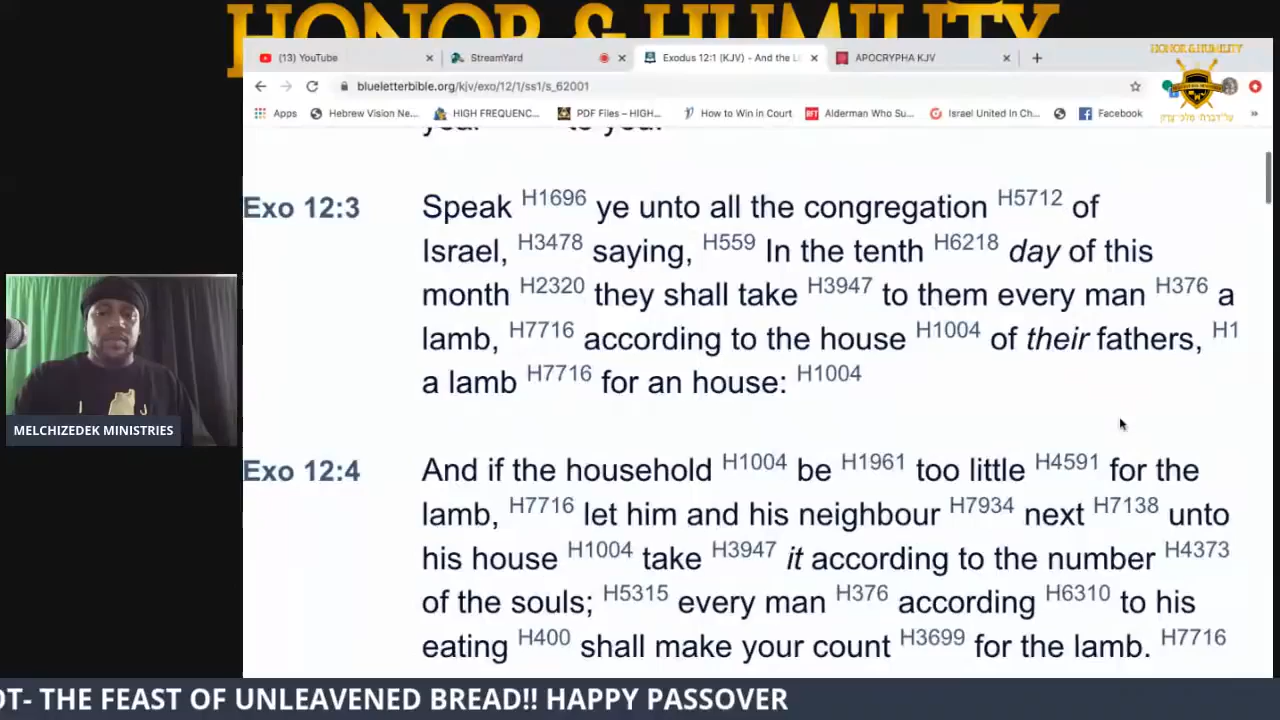 HONOR & HUMILITY
(13) YouTube
StreamYard
Exodus 12:1 (KJV) - And the L
APOCRYPHA KJV
HONOR & HUMILITY
blueletterbible.org/kjv/exo/12/1/ss1/s_62001
Apps
Hebrew Vision Ne...
HIGH FREQUENC...
PDF Files – HIGH...
How to Win in Court
Alderman Who Su...
Israel United In Ch...
Facebook
»
year to you.
Exo 12:3
Speak H1696 ye unto all the congregation H5712 of
Israel, H3478 saying, H559 In the tenth H6218 day of this
month H2320 they shall take H3947 to them every man H376 a
lamb, H7716 according to the house H1004 of their fathers, H1
a lamb H7716 for an house: H1004
MELCHIZEDEK MINISTRIES
Exo 12:4
And if the household H1004 be H1961 too little H4591 for the
lamb, H7716 let him and his neighbour H7934 next H7138 unto
his house H1004 take H3947 it according to the number H4373
of the souls; H5315 every man H376 according H6310 to his
eating H400 shall make your count H3699 for the lamb. H7716
OT- THE FEAST OF UNLEAVENED BREAD!! HAPPY PASSOVER